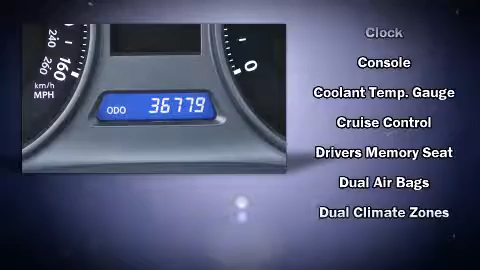 Clock
Console
Coolant Temp. Gauge
Cruise Control
Drivers Memory Seat
Dual Air Bags
Dual Climate Zones
240
260
160
km/h
MPH
ODO 36779
0
0